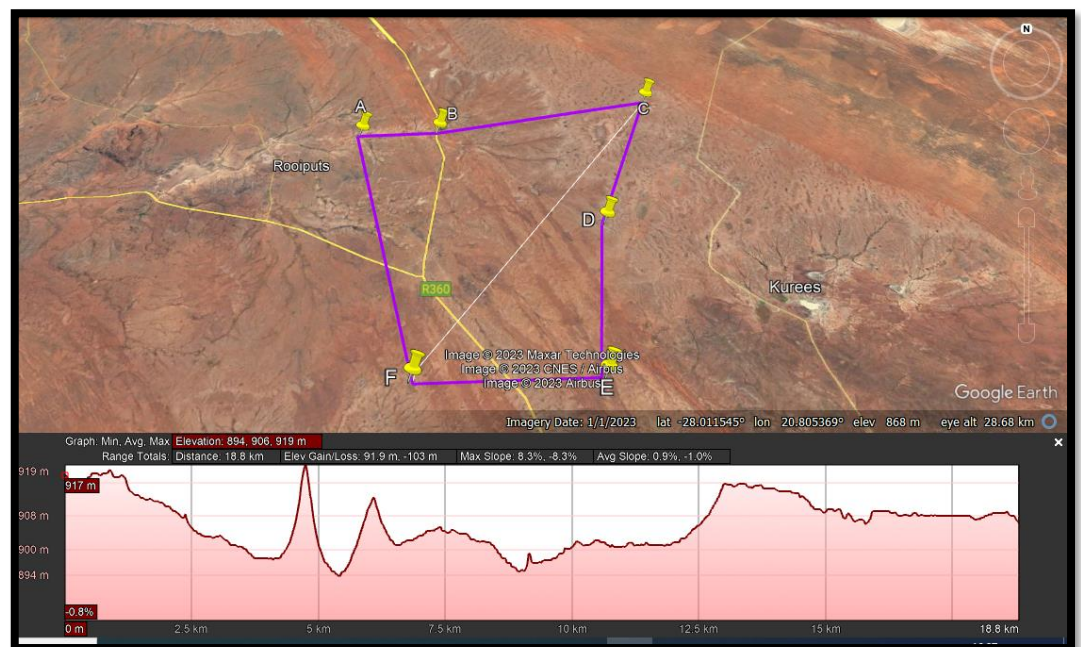 N
A
B
C
Rooiputs
D
Kurees
R360
Image © 2023 Maxar Technologies
Image © 2023 CNES / Airbus
Image © 2023 Airbus
F
E
Google Earth
Imagery Date: 1/1/2023 lat -28.011545° lon 20.805369° elev 868 m eye alt 28.68 km
Graph: Min, Avg, Max Elevation: 894, 906, 919 m
Range Totals: Distance: 18.8 km Elev Gain/Loss: 91.9 m, -103 m Max Slope: 8.3%, -8.3% Avg Slope: 0.9%, -1.0%
919 m
917 m
908 m
900 m
894 m
-0.8%
0 m 2.5 km 5 km 7.5 km 10 km 12.5 km 15 km 18.8 km